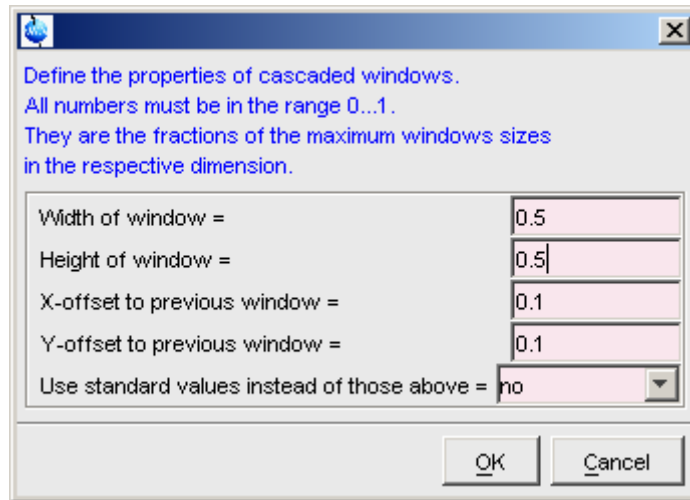 Define the properties of cascaded windows.
All numbers must be in the range 0...1.
They are the fractions of the maximum windows sizes
in the respective dimension.
Width of window = 0.5
Height of window = 0.5
X-offset to previous window = 0.1
Y-offset to previous window = 0.1
Use standard values instead of those above = no
OK Cancel